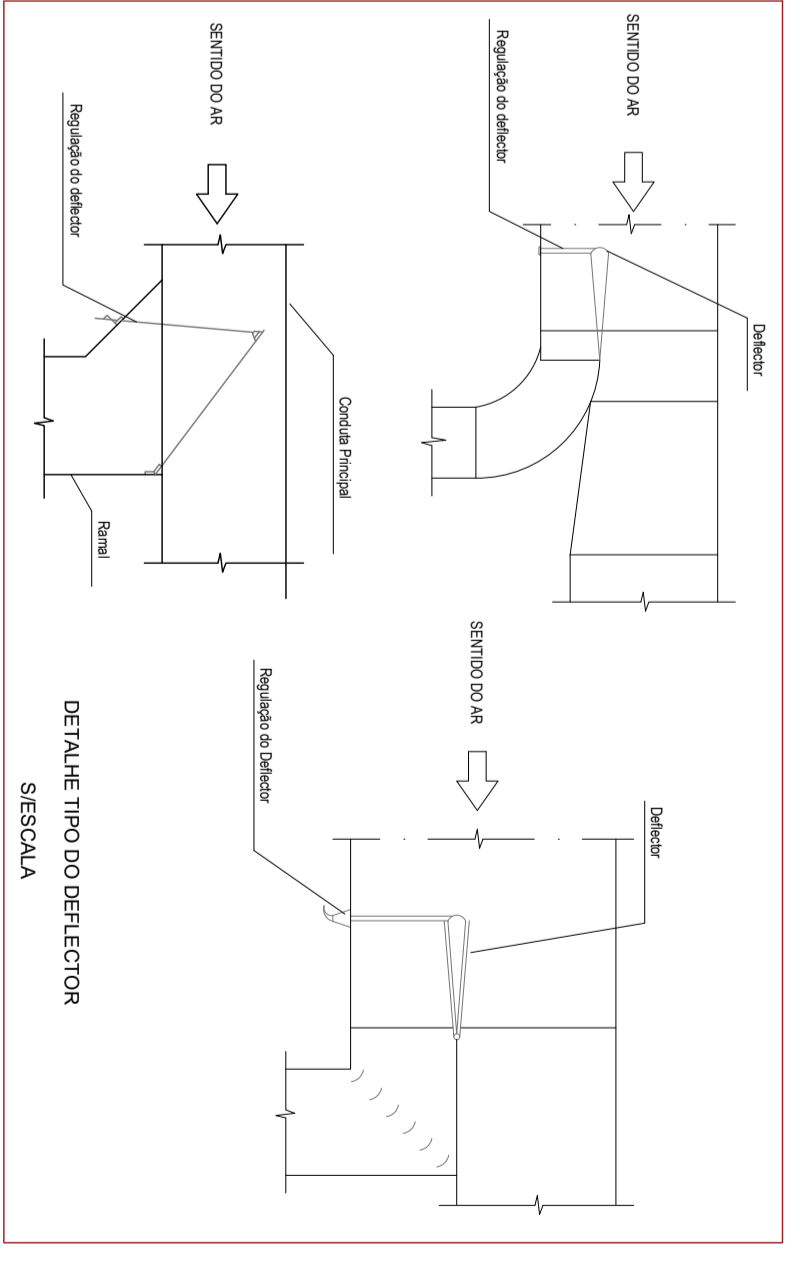 SENTIDO DO AR
Regulação do deflector
Deflector
SENTIDO DO AR
Regulação do deflector
Conduta Principal
Ramal
SENTIDO DO AR
Regulação do Deflector
Deflector
DETALHE TIPO DO DEFLECTOR
S/ESCALA